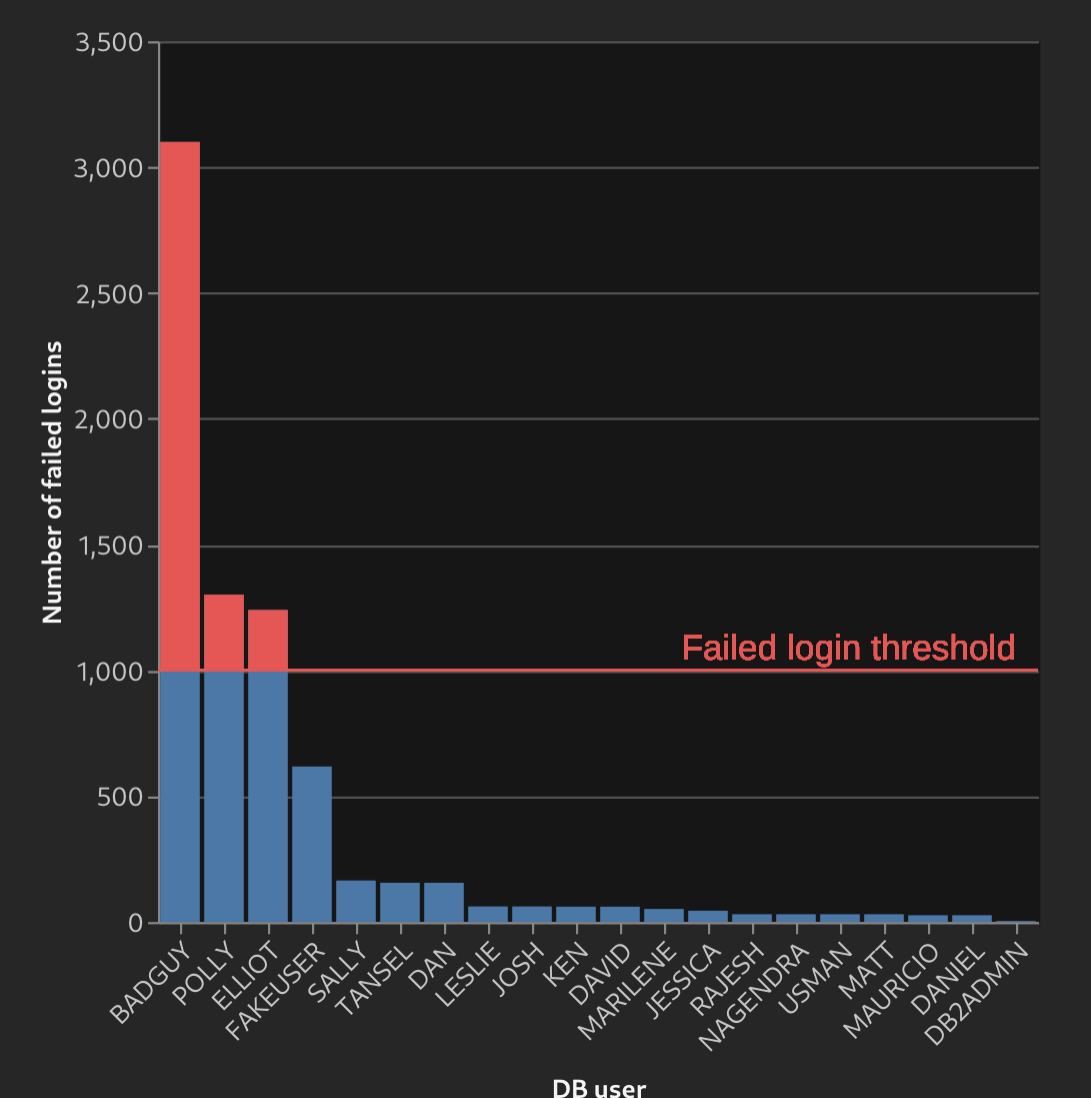 3,500
3,000
2,500
2,000
1,500
1,000
500
0
Number of failed logins
Failed login threshold
BADGUY
POLLY
ELLIOT
FAKEUSER
SALLY
TANSEL
DAN
LESLIE
JOSH
KEN
DAVID
MARILENE
JESSICA
RAJESH
NAGENDRA
USMAN
MATT
MAURICIO
DANIEL
DB2ADMIN
DB user